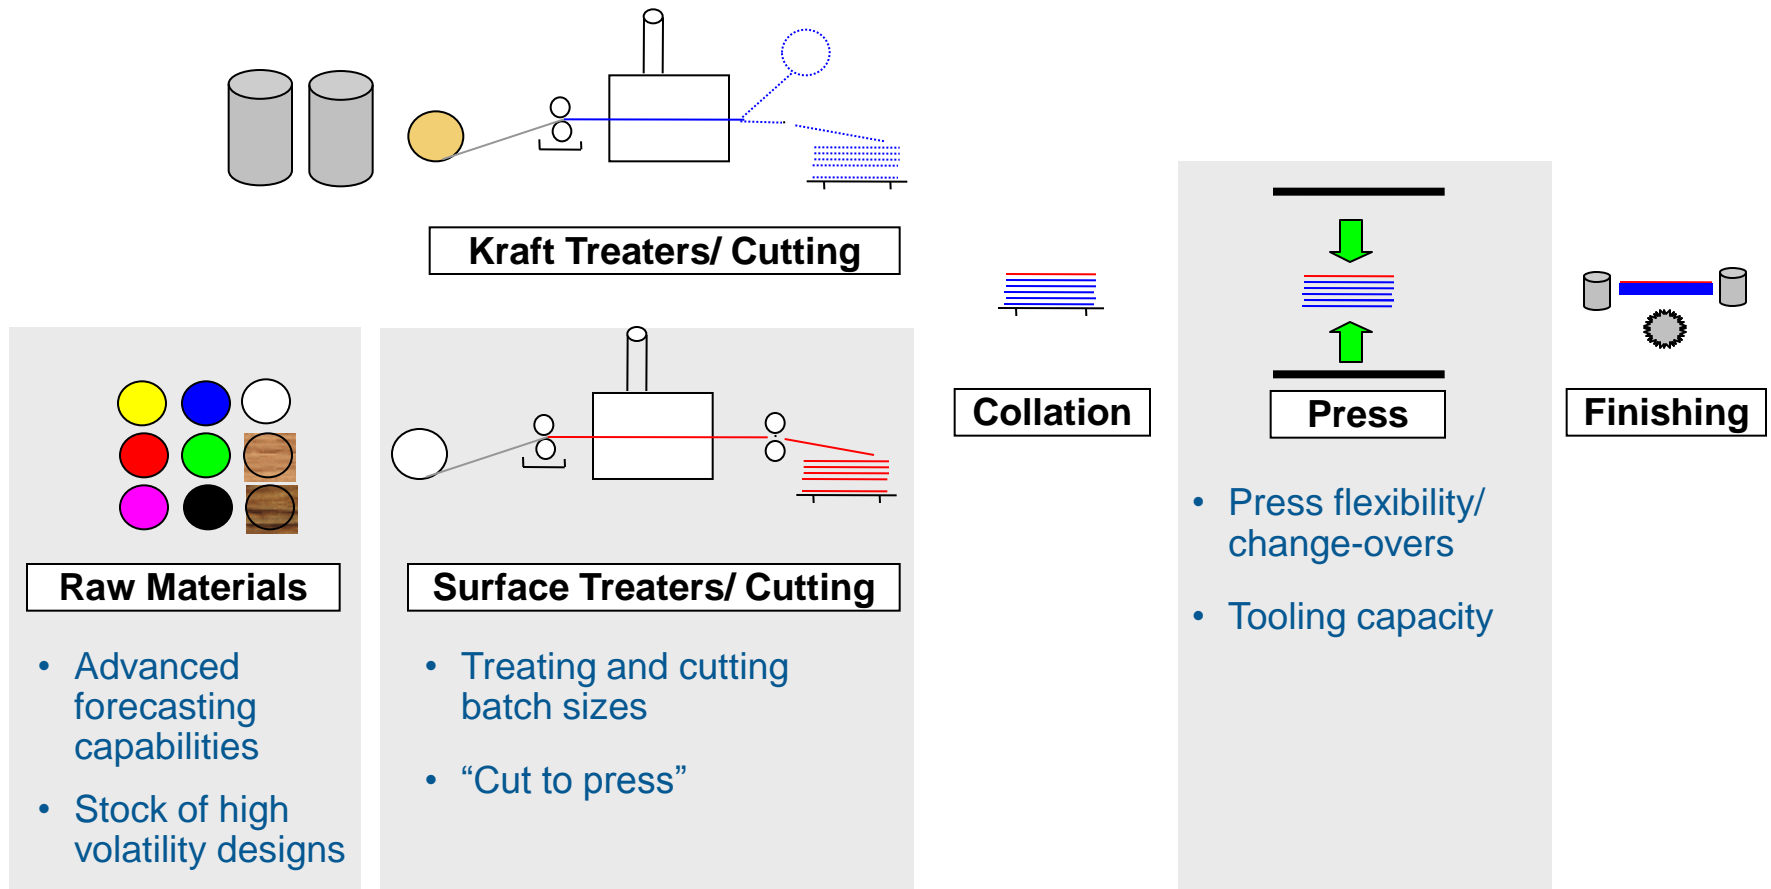 Kraft Treaters/ Cutting
Collation
Press
Finishing
Raw Materials
Surface Treaters/ Cutting
• Advanced
forecasting
capabilities
• Stock of high
volatility designs
• Treating and cutting
batch sizes
• “Cut to press”
• Press flexibility/
change-overs
• Tooling capacity